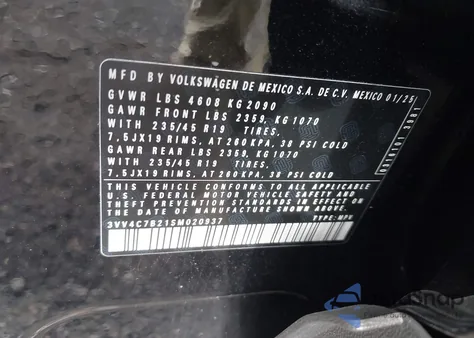 MFD BY VOLKSWAGEN DE MEXICO S.A. DE C.V. MEXICO 01/25
GVWR LBS 4608 KG 2090
GAWR FRONT LBS 2359, KG 1070
WITH 235/45 R19 TIRES.
7.5JX19 RIMS, AT 260 KPA, 38 PSI COLD
GAWR REAR LBS 2359, KG 1070
WITH 235/45 R19 TIRES.
7.5JX19 RIMS, AT 260 KPA, 38 PSI COLD
THIS VEHICLE CONFORMS TO ALL APPLICABLE
U.S. FEDERAL MOTOR VEHICLE SAFETY AND
THEFT PREVENTION STANDARDS IN EFFECT ON
THE DATE OF MANUFACTURE SHOWN ABOVE.
3VV4C7B215M020937 TYPE: MPV